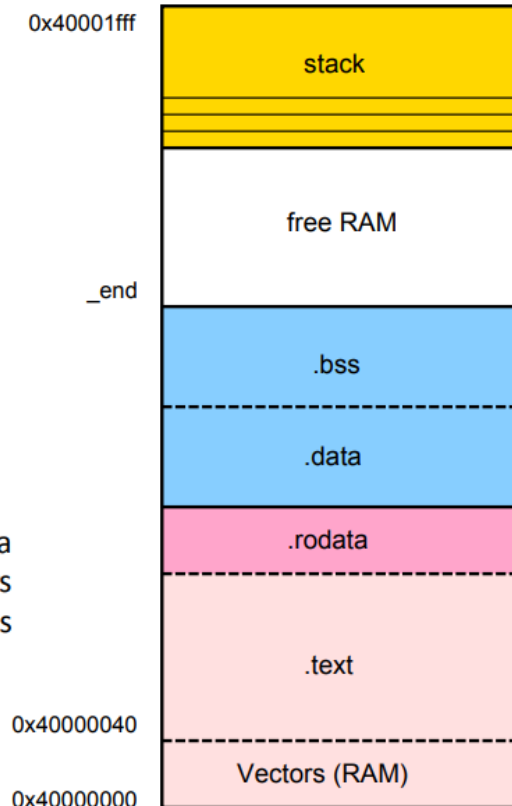 0x40001fff
stack
free RAM
_end
.bss
.data
.rodata
a
s
s
.text
0x40000040
Vectors (RAM)
0x40000000